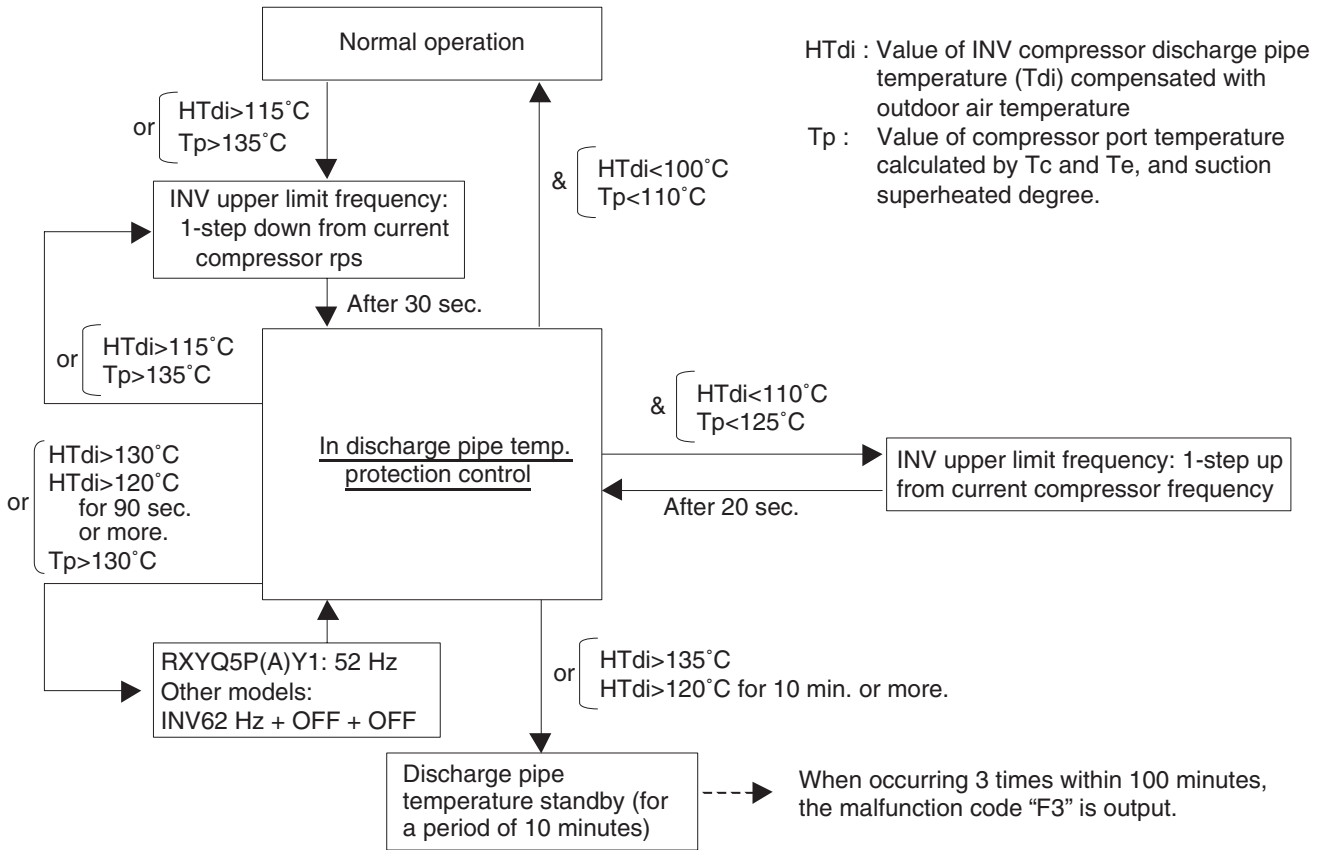 Normal operation
HTdi : Value of INV compressor discharge pipe
temperature (Tdi) compensated with
outdoor air temperature
Tp : Value of compressor port temperature
calculated by Tc and Te, and suction
superheated degree.
or
HTdi>115˚C
Tp>135˚C
&
HTdi<100˚C
Tp<110˚C
INV upper limit frequency:
1-step down from current
compressor rps
After 30 sec.
or
HTdi>115˚C
Tp>135˚C
&
HTdi<110˚C
Tp<125˚C
In discharge pipe temp.
protection control
INV upper limit frequency: 1-step up
from current compressor frequency
After 20 sec.
or
HTdi>130˚C
HTdi>120˚C
for 90 sec.
or more.
Tp>130˚C
RXYQ5P(A)Y1: 52 Hz
Other models:
INV62 Hz + OFF + OFF
or
HTdi>135˚C
HTdi>120˚C for 10 min. or more.
Discharge pipe
temperature standby (for
a period of 10 minutes)
When occurring 3 times within 100 minutes,
the malfunction code “F3” is output.